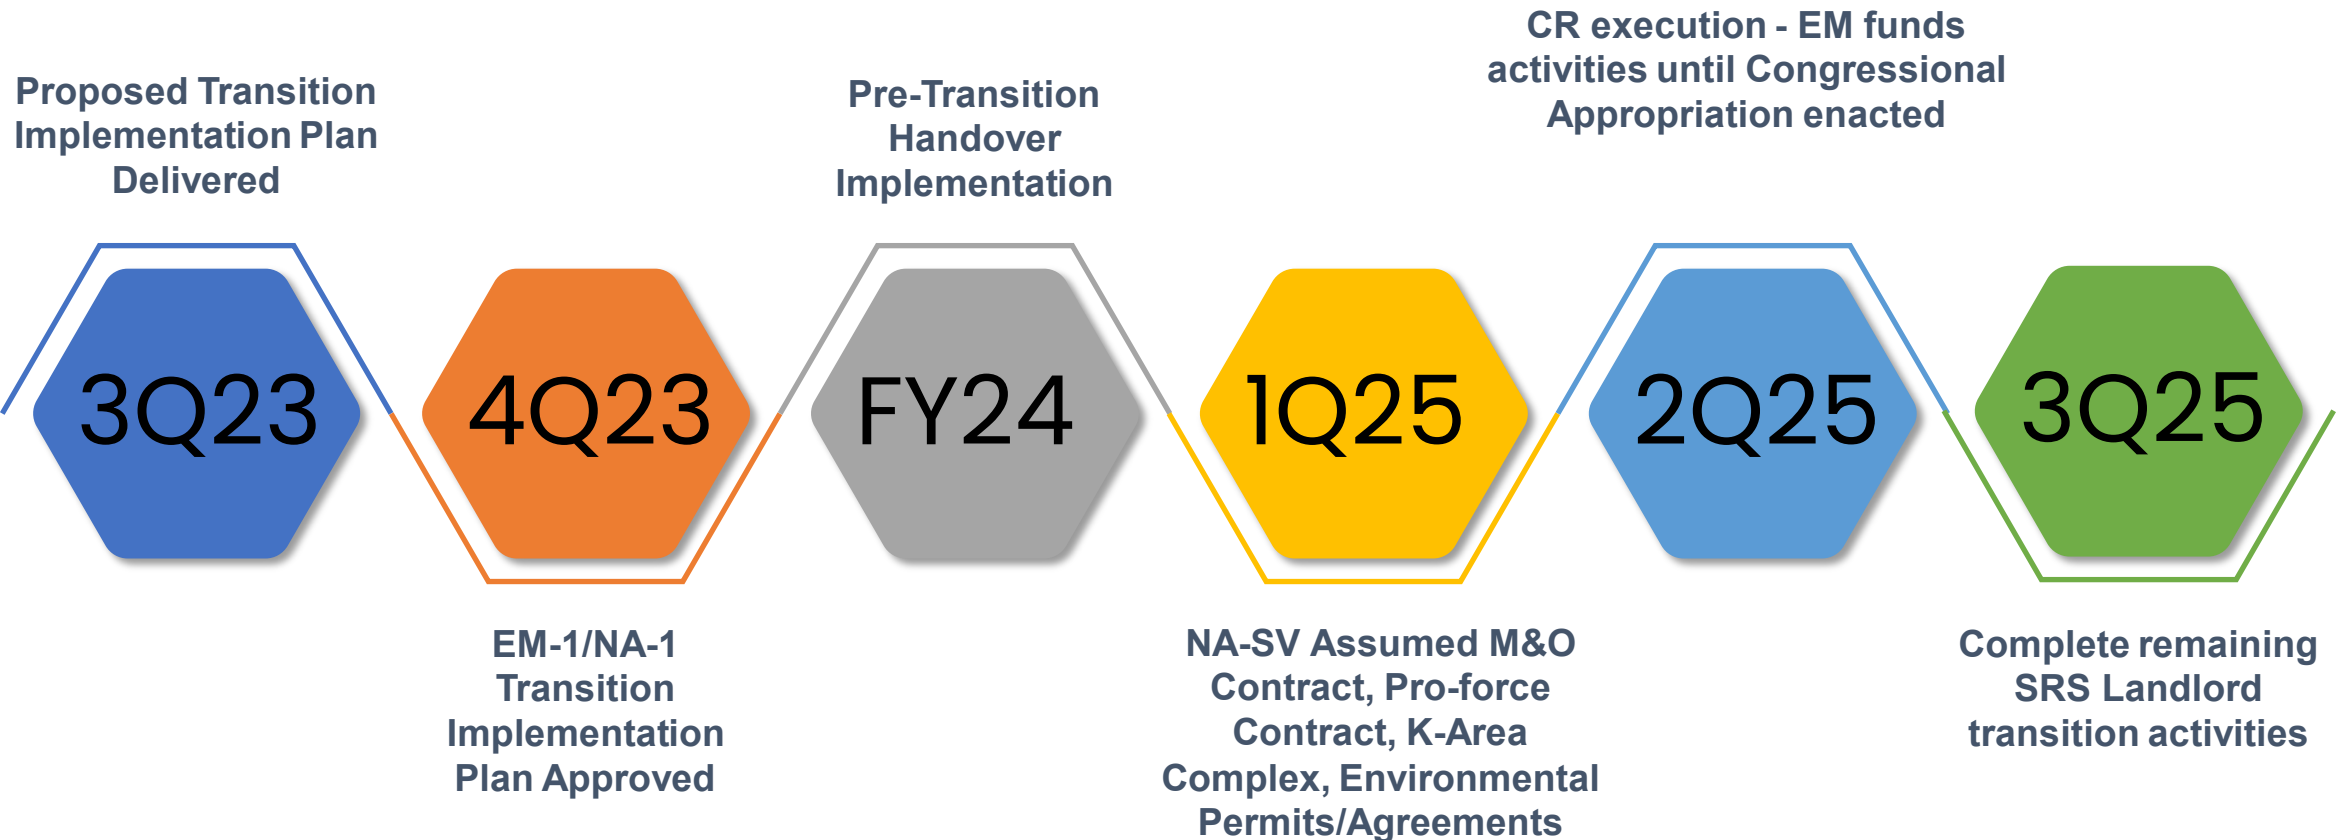 Proposed Transition
Implementation Plan
Delivered
3Q23
4Q23
EM-1/NA-1
Transition
Implementation
Plan Approved
Pre-Transition
Handover
Implementation
FY24
1Q25
NA-SV Assumed M&O
Contract, Pro-force
Contract, K-Area
Complex, Environmental
Permits/Agreements
CR execution - EM funds
activities until Congressional
Appropriation enacted
2Q25
3Q25
Complete remaining
SRS Landlord
transition activities